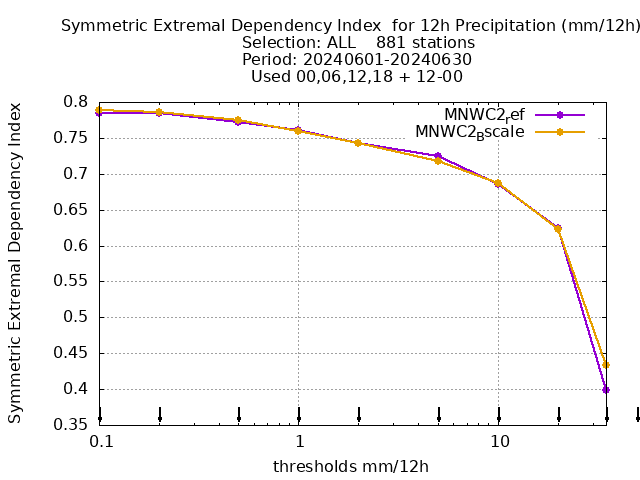 Symmetric Extremal Dependency Index  for 12h Precipitation (mm/12h)
Selection: ALL    881 stations
Period: 20240601-20240630
Used 00,06,12,18 + 12-00
MNWC2ref
MNWC2Bscale
Symmetric Extremal Dependency Index
0.8
0.75
0.7
0.65
0.6
0.55
0.5
0.45
0.4
0.35
0.1
1
10
thresholds mm/12h